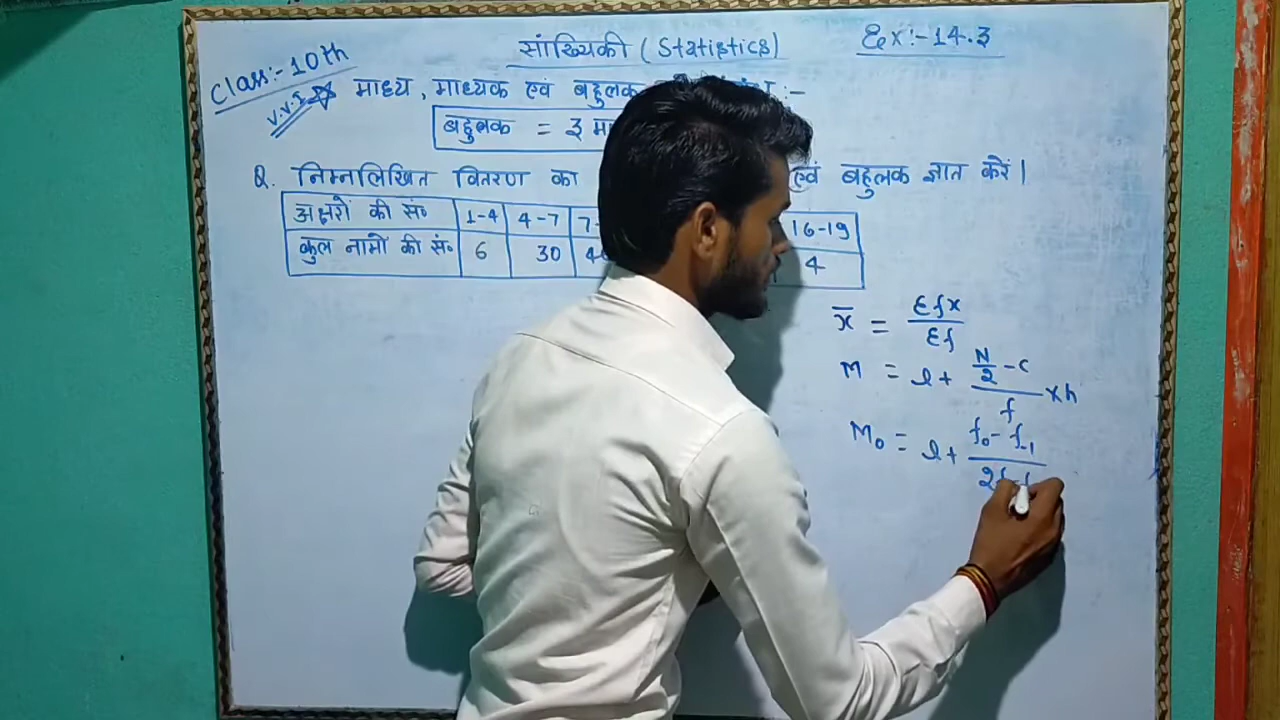 सांख्यिकी (Statistics)
Ex:-14.3
Class:- 10th
V.V.I
माध्य, माध्यक एवं बहुलक :-
बहुलक = 3
Q. निम्नलिखित वितरण का एवं बहुलक ज्ञात करें।
अक्षरों की सं० 1-4 4-7 7- 16-19
कुल नामों की सं० 6 30 4 4
x̄ = Σfx / Σf
M = l + (N/2 - c) / f × h
M₀ = l + (f₀ - f₋₁) / 2f